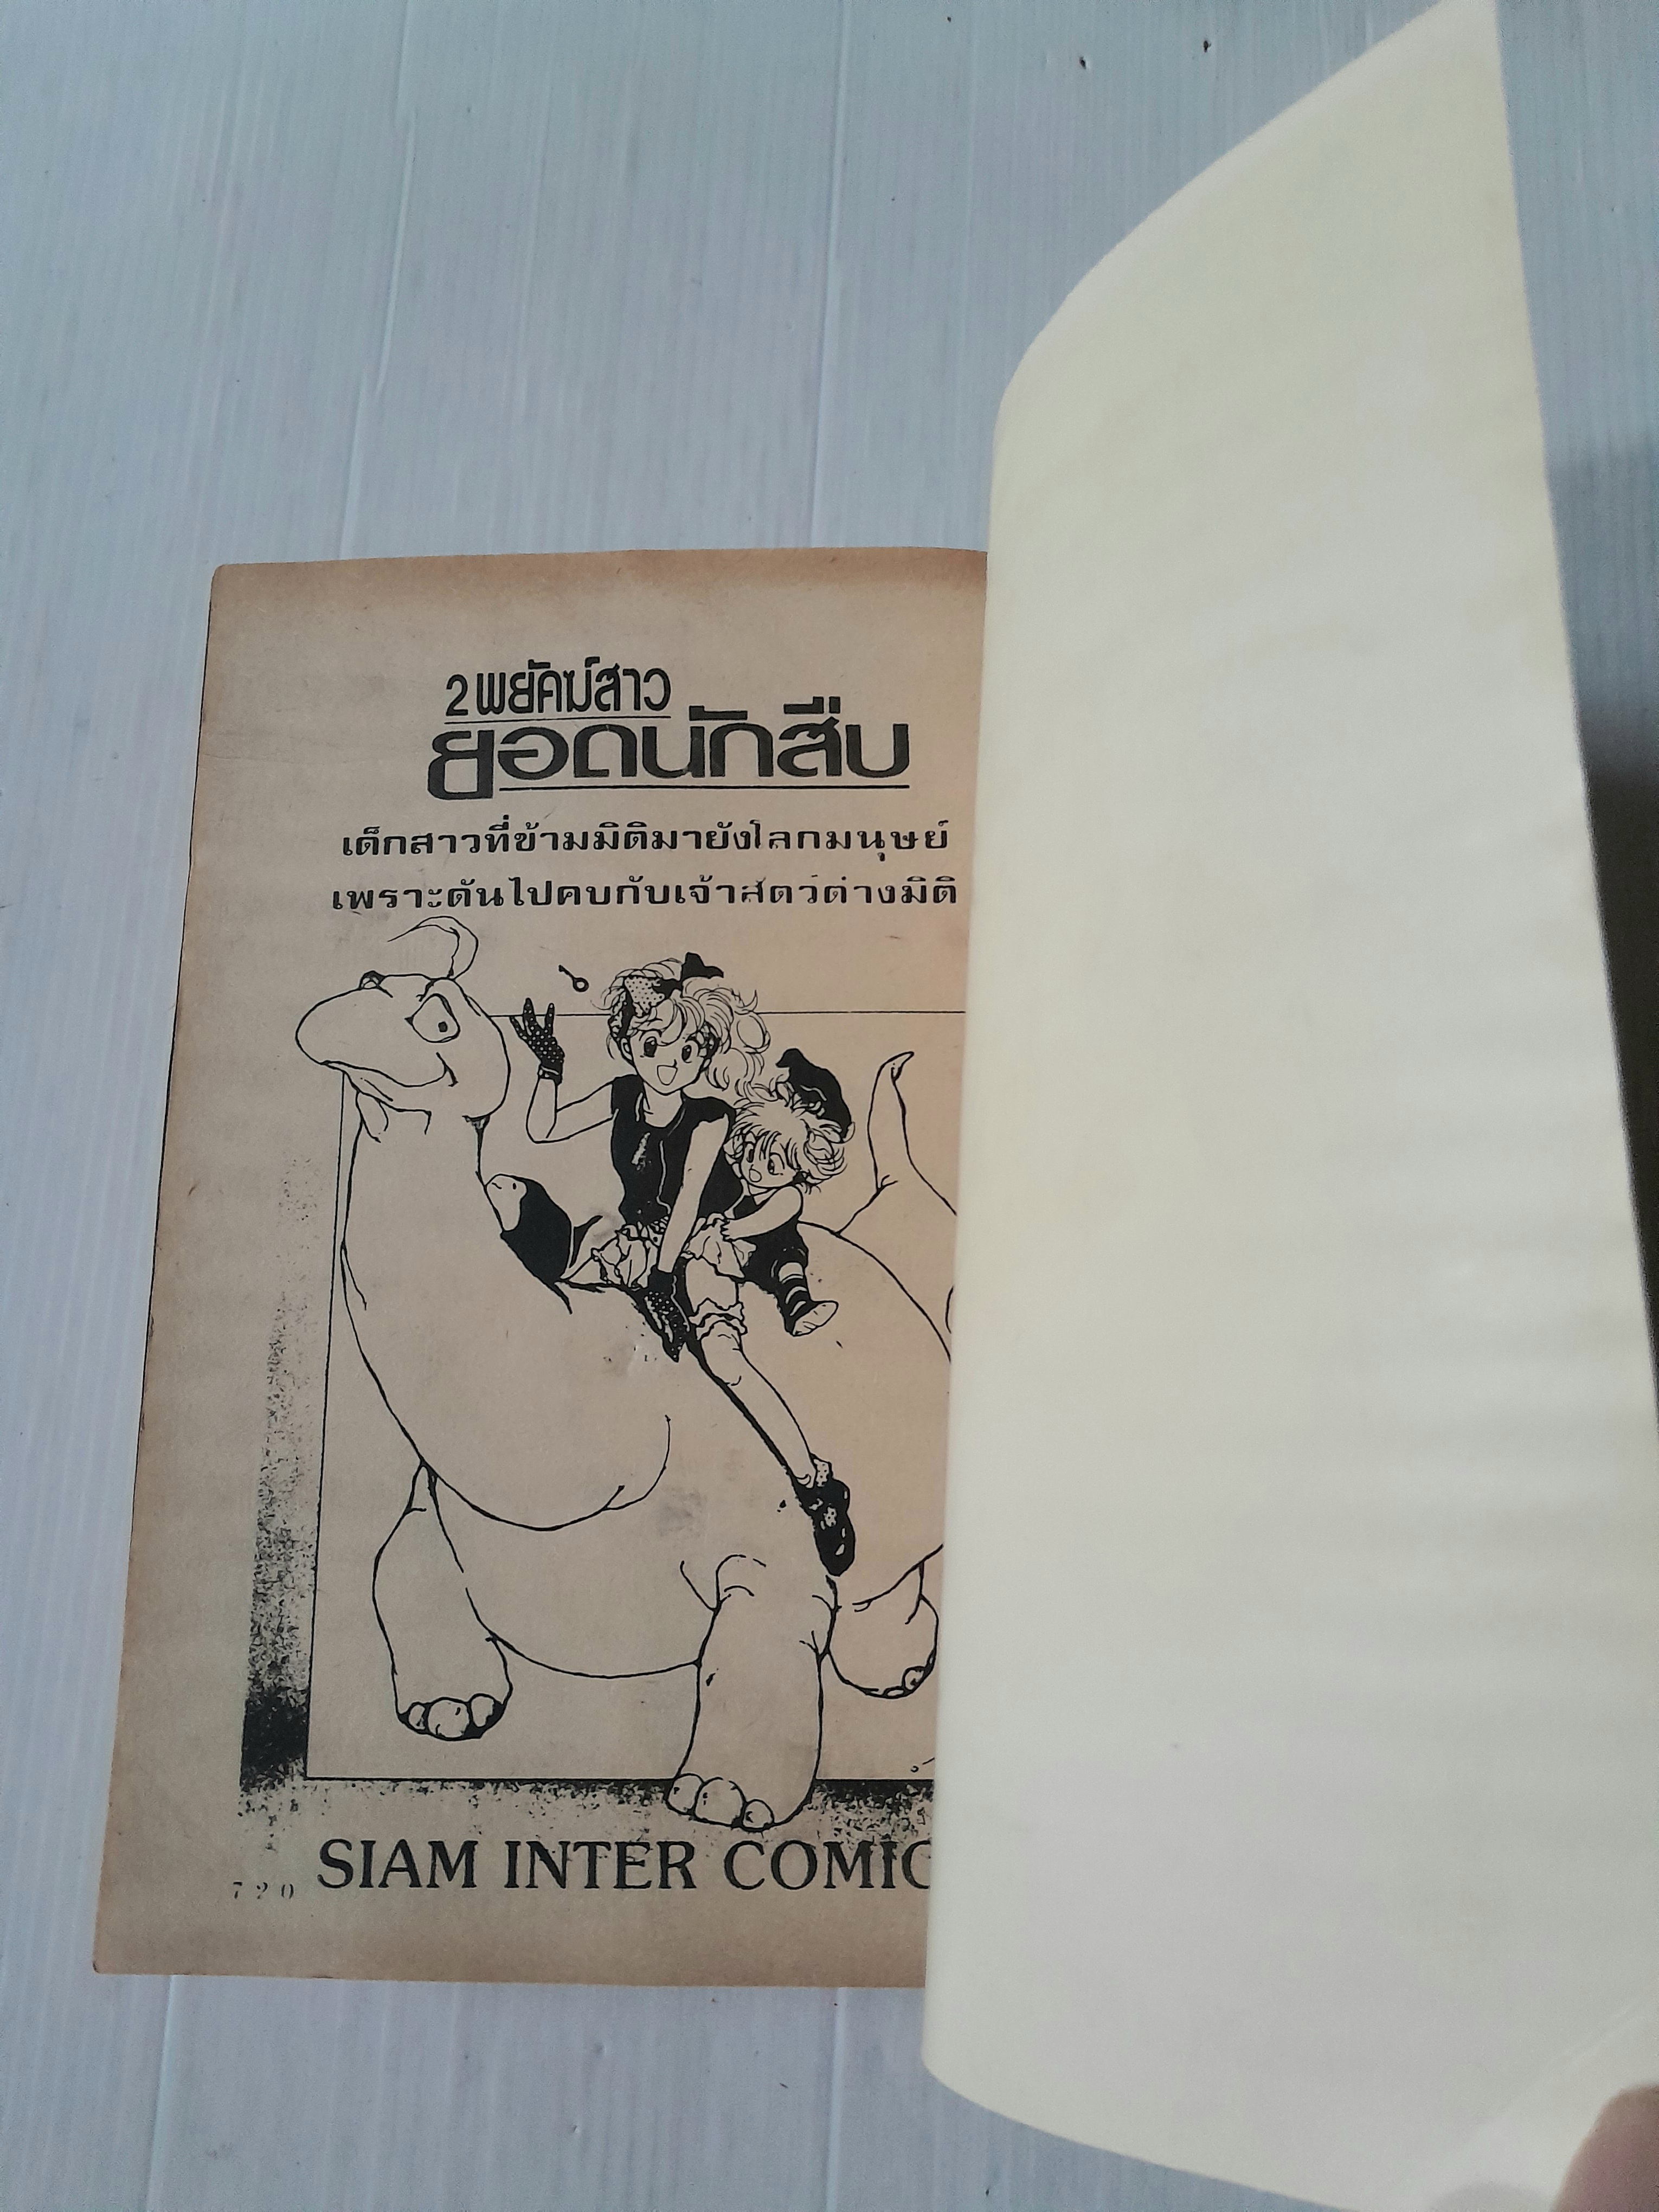 2 พยัคฆ์สาว
ยอดนักสืบ
เด็กสาวที่ข้ามมิติมายังโลกมนุษย์
เพราะดันไปคบกับเจ้าสัตว์ต่างมิติ
SIAM INTER COMIC
720